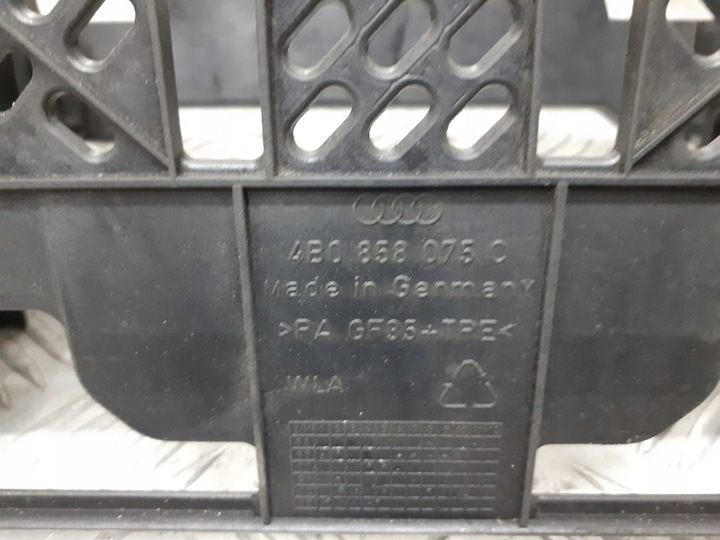 4B0 858 075 C
Made in Germany
>PA GF35+TPE<
WLA